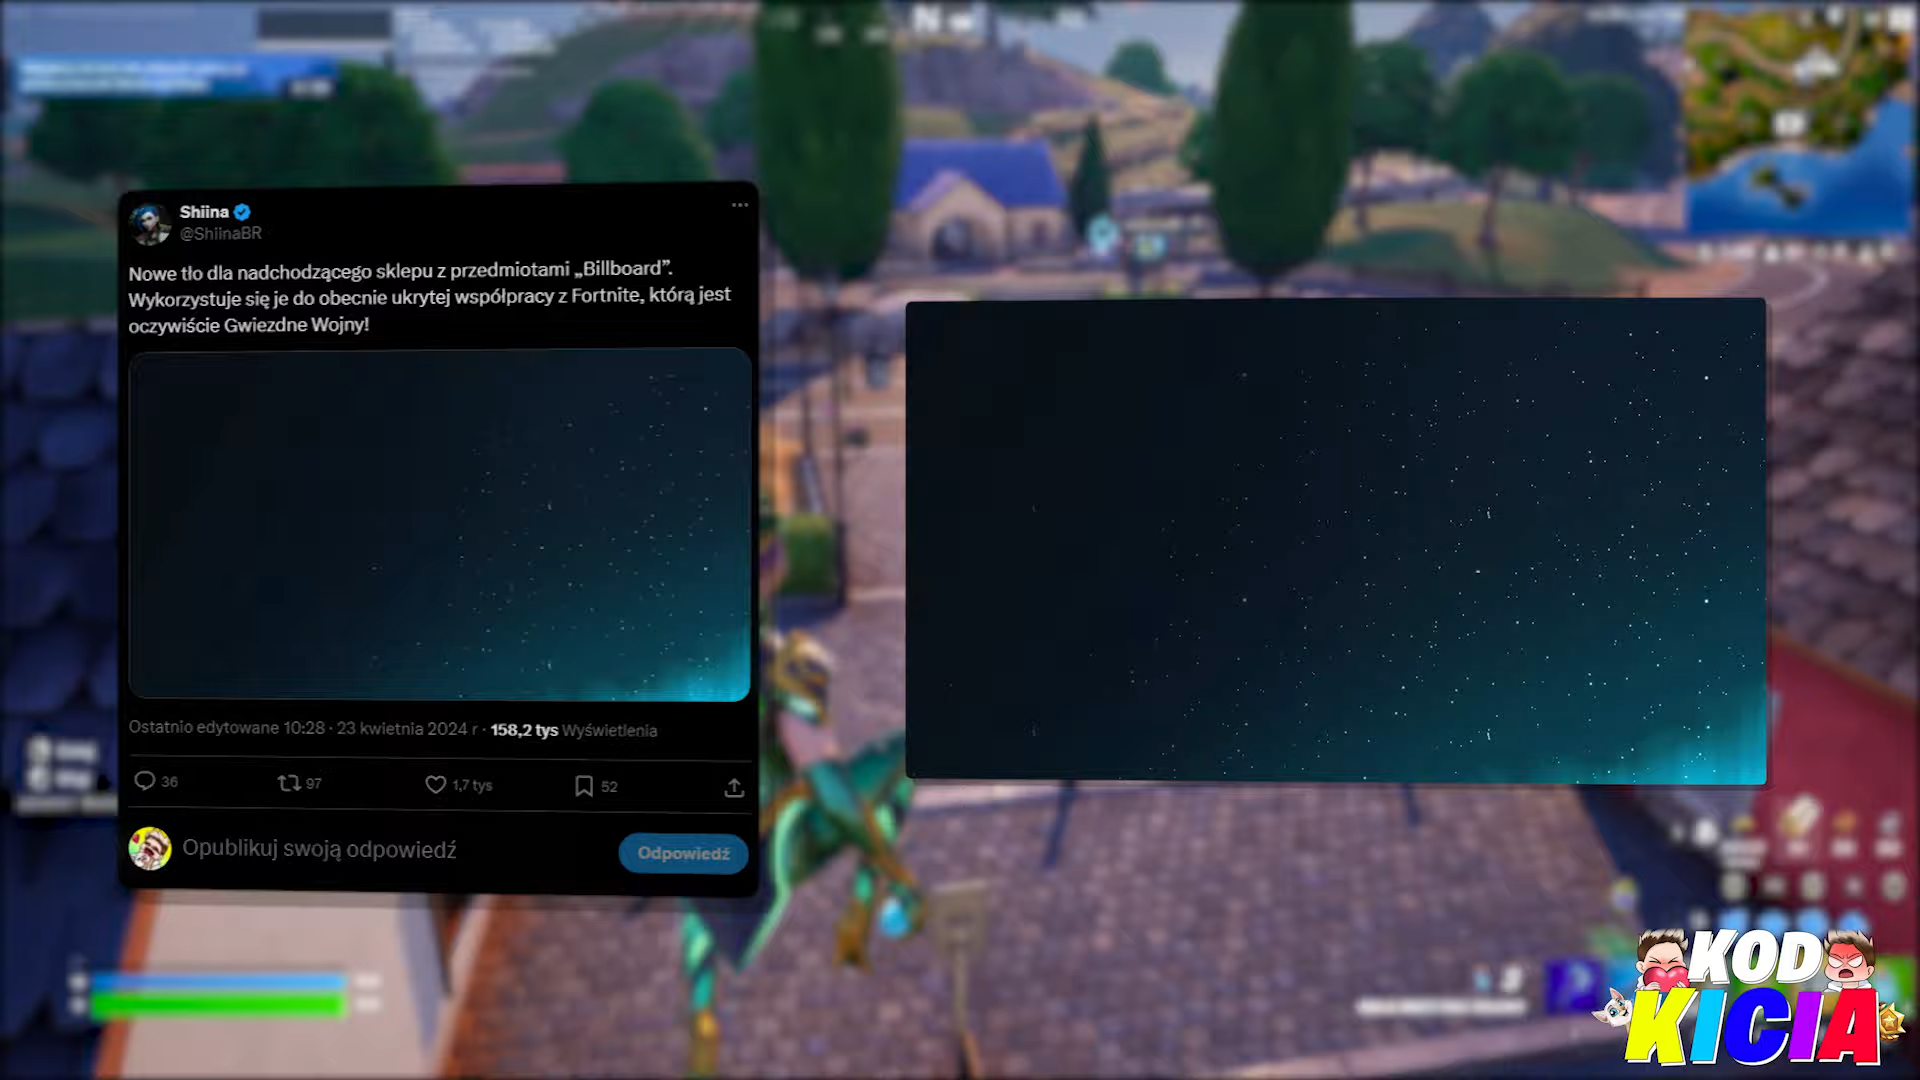 N
Shiina
@ShiinaBR
Nowe tło dla nadchodzącego sklepu z przedmiotami „Billboard”.
Wykorzystuje się je do obecnie ukrytej współpracy z Fortnite, którą jest
oczywiście Gwiezdne Wojny!
Ostatnio edytowane 10:28 · 23 kwietnia 2024 r · 158,2 tys Wyświetlenia
36 97 1,7 tys 52
Opublikuj swoją odpowiedź
Odpowiedź
KOD
KICIA